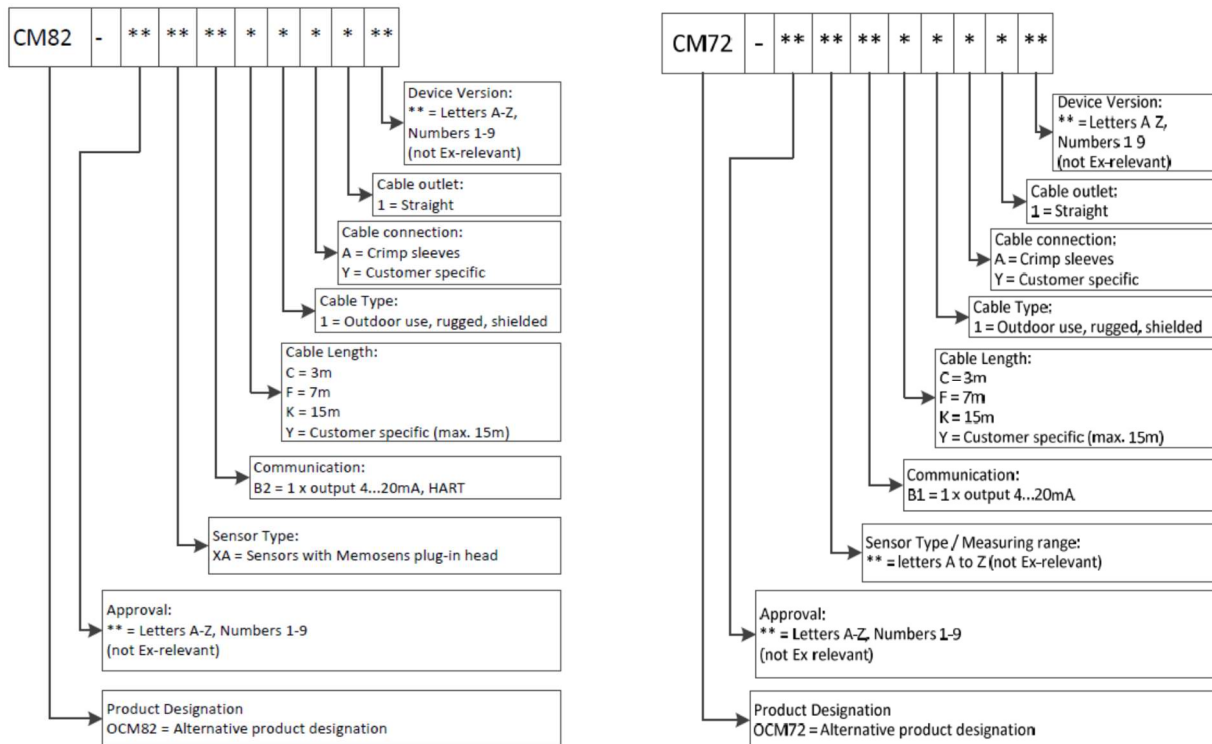 CM82 - ** ** ** * * * * **
Device Version:
** = Letters A-Z,
Numbers 1-9
(not Ex-relevant)
Cable outlet:
1 = Straight
Cable connection:
A = Crimp sleeves
Y = Customer specific
Cable Type:
1 = Outdoor use, rugged, shielded
Cable Length:
C = 3m
F = 7m
K = 15m
Y = Customer specific (max. 15m)
Communication:
B2 = 1 x output 4...20mA, HART
Sensor Type:
XA = Sensors with Memosens plug-in head
Approval:
** = Letters A-Z, Numbers 1-9
(not Ex-relevant)
Product Designation
OCM82 = Alternative product designation
CM72 - ** ** ** * * * * **
Device Version:
** = Letters A Z,
Numbers 1 9
(not Ex-relevant)
Cable outlet:
1 = Straight
Cable connection:
A = Crimp sleeves
Y = Customer specific
Cable Type:
1 = Outdoor use, rugged, shielded
Cable Length:
C = 3m
F = 7m
K = 15m
Y = Customer specific (max. 15m)
Communication:
B1 = 1 x output 4...20mA
Sensor Type / Measuring range:
** = letters A to Z (not Ex-relevant)
Approval:
** = Letters A-Z, Numbers 1-9
(not Ex relevant)
Product Designation
OCM72 = Alternative product designation